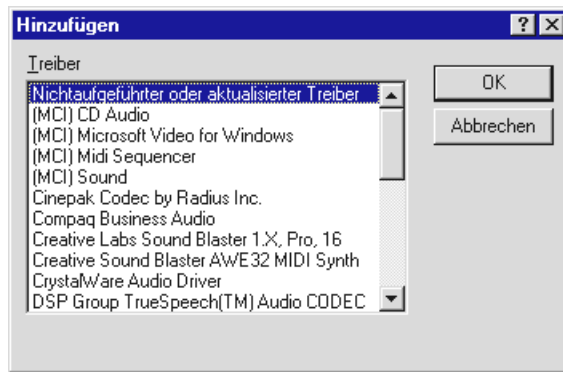 Hinzufügen
Treiber
Nichtaufgeführter oder aktualisierter Treiber
(MCI) CD Audio
(MCI) Microsoft Video for Windows
(MCI) Midi Sequencer
(MCI) Sound
Cinepak Codec by Radius Inc.
Compaq Business Audio
Creative Labs Sound Blaster 1.X, Pro, 16
Creative Sound Blaster AWE32 MIDI Synth
CrystalWare Audio Driver
DSP Group TrueSpeech(TM) Audio CODEC
OK
Abbrechen